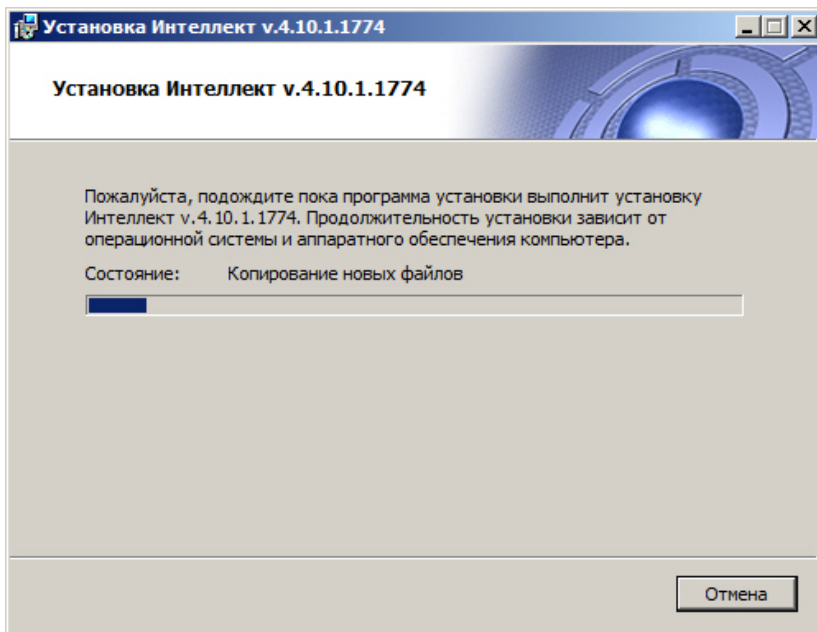 Установка Интеллект v.4.10.1.1774
Установка Интеллект v.4.10.1.1774
Пожалуйста, подождите пока программа установки выполнит установку
Интеллект v.4.10.1.1774. Продолжительность установки зависит от
операционной системы и аппаратного обеспечения компьютера.
Состояние: Копирование новых файлов
Отмена